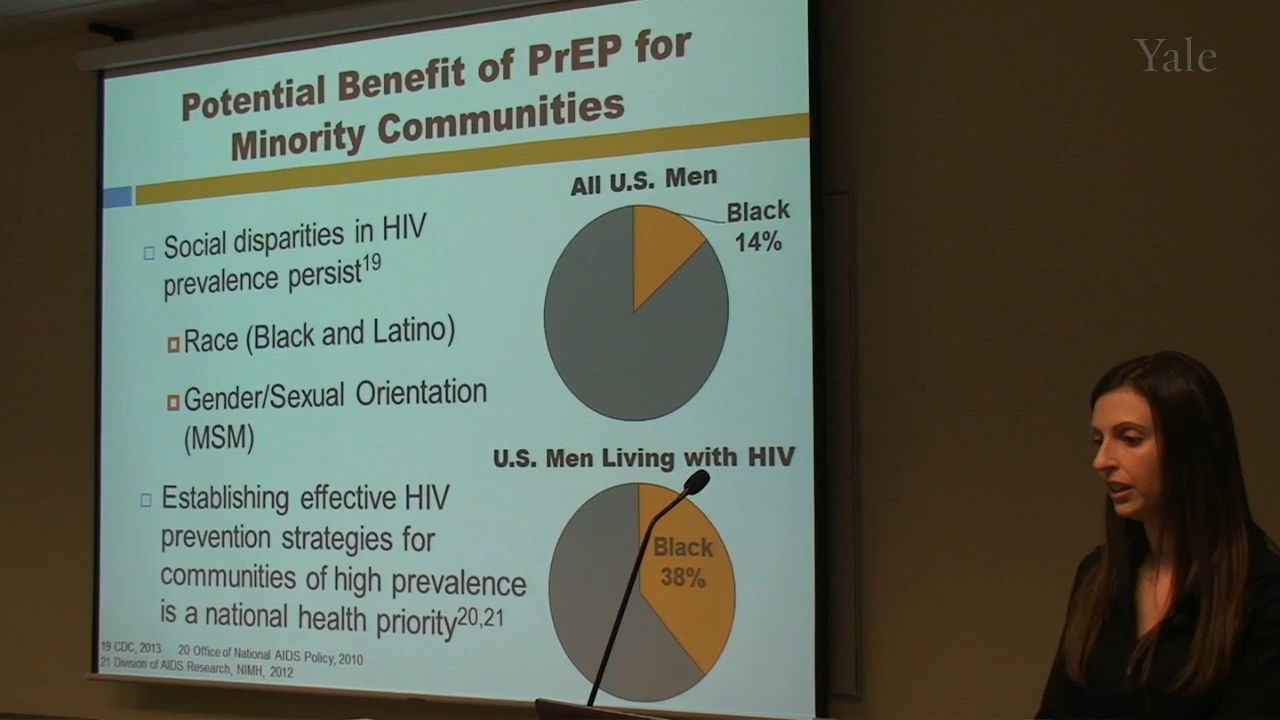 Yale
Potential Benefit of PrEP for
Minority Communities
Social disparities in HIV
prevalence persist19
Race (Black and Latino)
Gender/Sexual Orientation
(MSM)
Establishing effective HIV
prevention strategies for
communities of high prevalence
is a national health priority20,21
All U.S. Men
Black
14%
U.S. Men Living with HIV
Black
38%
19 CDC, 2013 20 Office of National AIDS Policy, 2010
21 Division of AIDS Research, NIMH, 2012